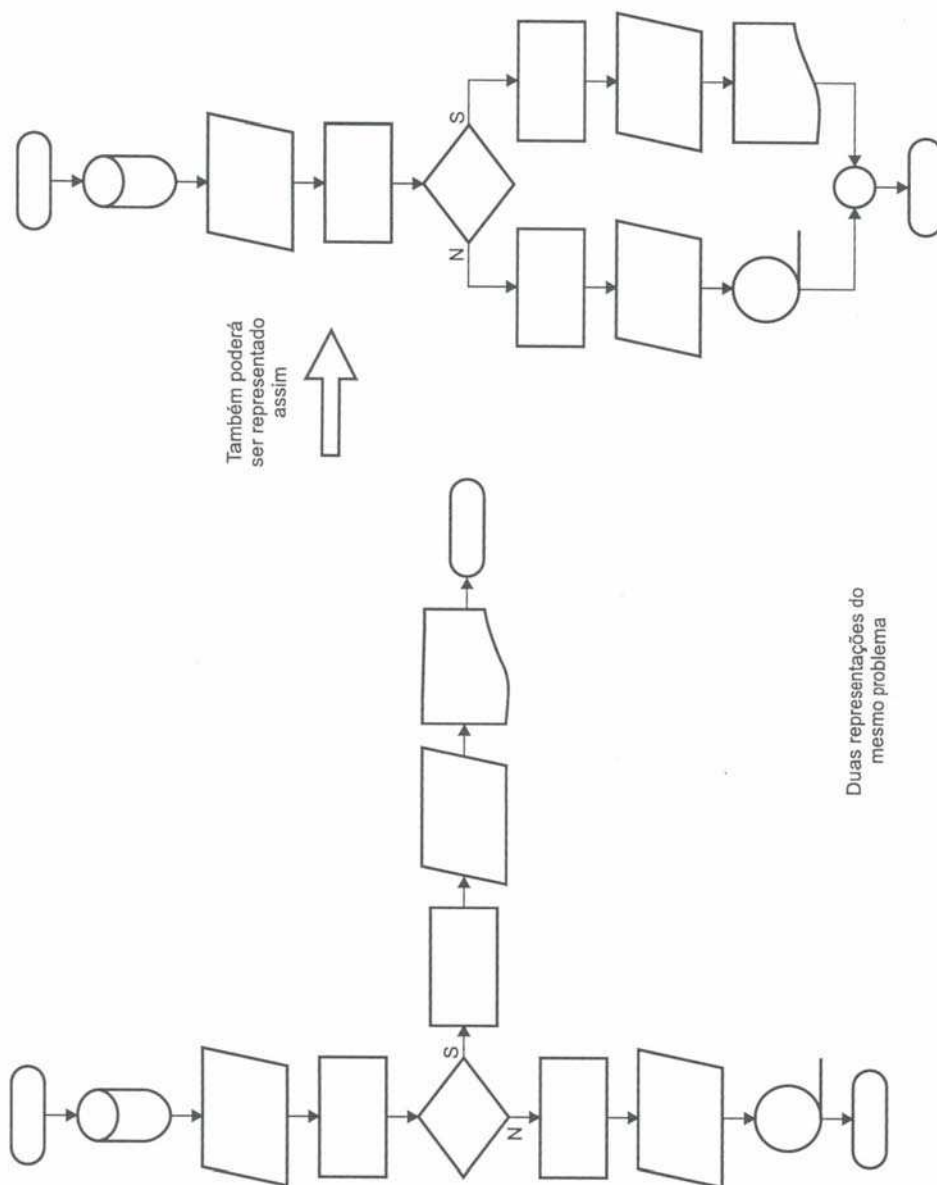 S
N
Também poderá
ser representado
assim
Duas representações do
mesmo problema
S
N